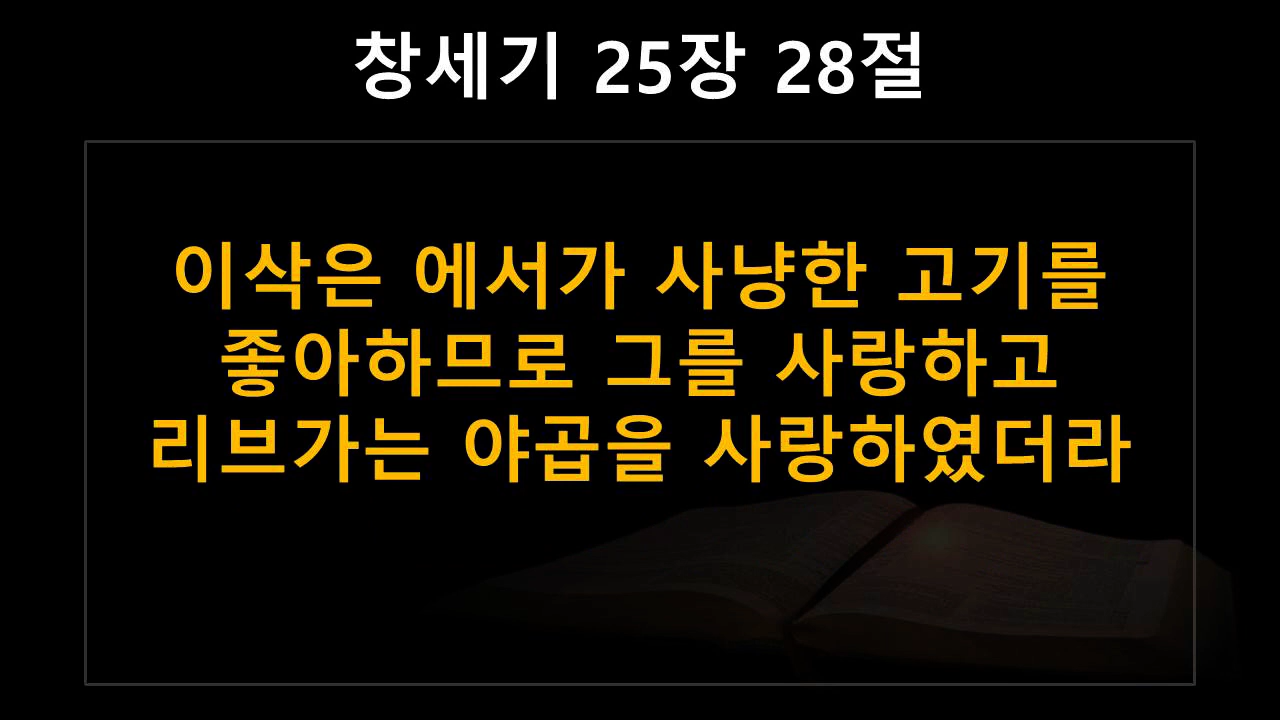 창세기 25장 28절
이삭은 에서가 사냥한 고기를
좋아하므로 그를 사랑하고
리브가는 야곱을 사랑하였더라